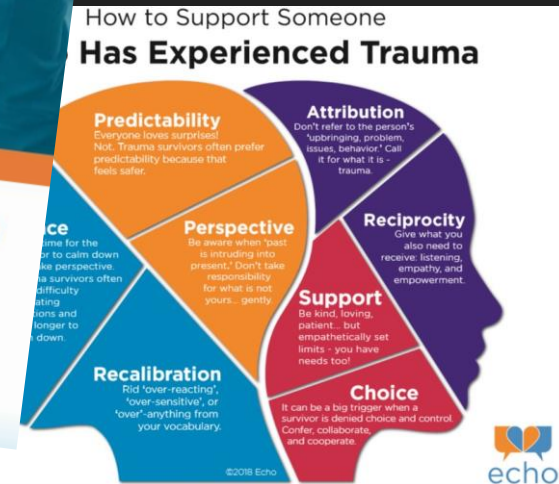 How to Support Someone
Has Experienced Trauma
Predictability
Everyone loves surprises!
Not. Trauma survivors often prefer
predictability because that
feels safer.
Attribution
Don't refer to the person's
'upbringing, problem,
issues, behavior.' Call
it for what it is -
trauma.
time for the
to calm down
perspective.
survivors often
difficulty
and
longer to
down.
Perspective
Be aware when 'past
is intruding into
present.' Don't take
responsibility
for what is not
yours... gently.
Reciprocity
Give what you
also need to
receive: listening,
empathy, and
empowerment.
Support
Be kind, loving,
patient... but
empathetically set
limits - you have
needs too!
Recalibration
Rid 'over-reacting',
'over-sensitive', or
'over'-anything from
your vocabulary.
Choice
It can be a big trigger when a
survivor is denied choice and control.
Confer, collaborate,
and cooperate.
©2018 Echo
echo